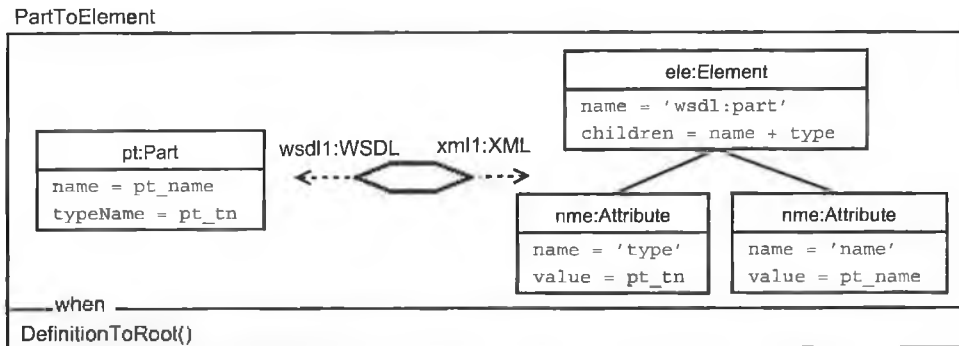 PartToElement
ele:Element
name = 'wsdl:part'
children = name + type
pt:Part
name = pt_name
typeName = pt_tn
wsdl1:WSDL
xml1:XML
nme:Attribute
name = 'type'
value = pt_tn
nme:Attribute
name = 'name'
value = pt_name
when
DefinitionToRoot()